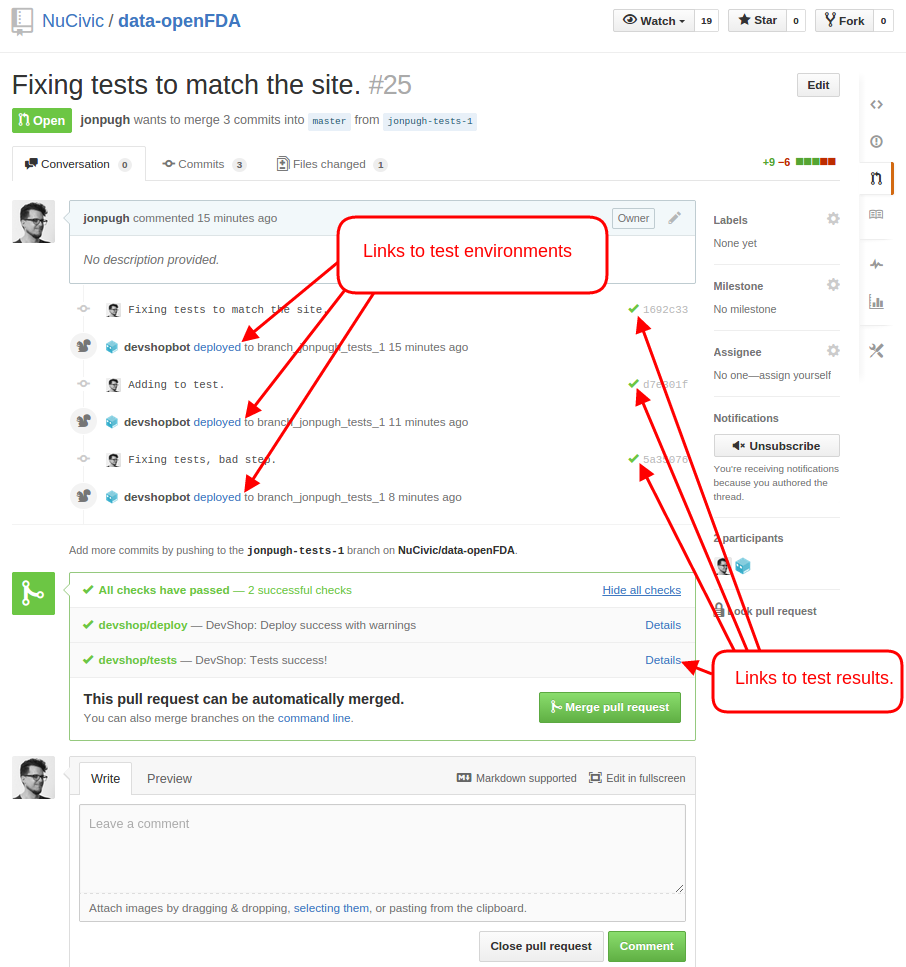 NuCivic / data-openFDA
Watch 19 Star 0 Fork 0
Fixing tests to match the site. #25
Edit
Open jonpugh wants to merge 3 commits into master from jonpugh-tests-1
Conversation 0 Commits 3 Files changed 1 +9 −6
jonpugh commented 15 minutes ago Owner
No description provided.
Links to test environments
Fixing tests to match the site. 1692c33
devshopbot deployed to branch_jonpugh_tests_1 15 minutes ago
Adding to test.
devshopbot deployed to branch_jonpugh_tests_1 11 minutes ago
Fixing tests, bad step.
devshopbot deployed to branch_jonpugh_tests_1 8 minutes ago
Labels
None yet
Milestone
No milestone
Assignee
No one—assign yourself
Notifications
Unsubscribe
You're receiving notifications
because you authored the
thread.
2 participants
Lock pull request
Add more commits by pushing to the jonpugh-tests-1 branch on NuCivic/data-openFDA.
All checks have passed — 2 successful checks Hide all checks
devshop/deploy — DevShop: Deploy success with warnings Details
devshop/tests — DevShop: Tests success! Details
Links to test results.
This pull request can be automatically merged.
You can also merge branches on the command line.
Merge pull request
Write Preview Markdown supported Edit in fullscreen
Leave a comment
Attach images by dragging & dropping, selecting them, or pasting from the clipboard.
Close pull request Comment